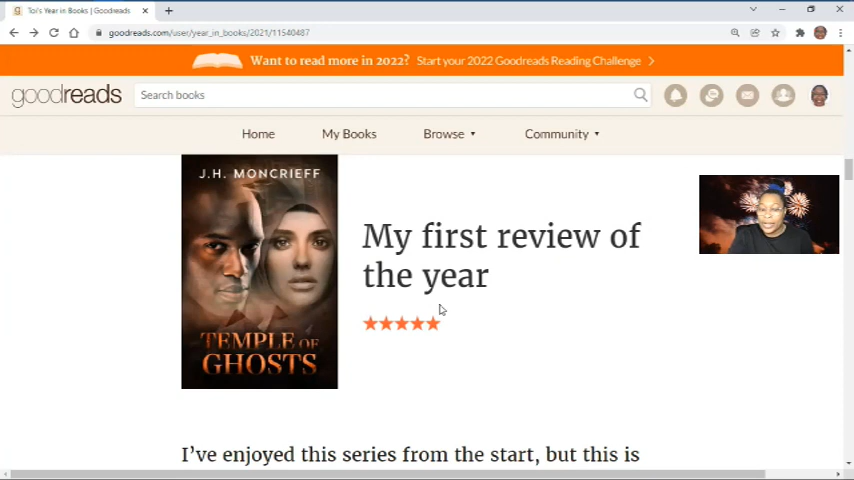 Toi's Year in Books | Goodreads
goodreads.com/user/year_in_books/2021/11540487
Want to read more in 2022? Start your 2022 Goodreads Reading Challenge
goodreads
Search books
Home
My Books
Browse
Community
J.H. MONCRIEFF
TEMPLE OF
GHOSTS
My first review of
the year
I've enjoyed this series from the start, but this is